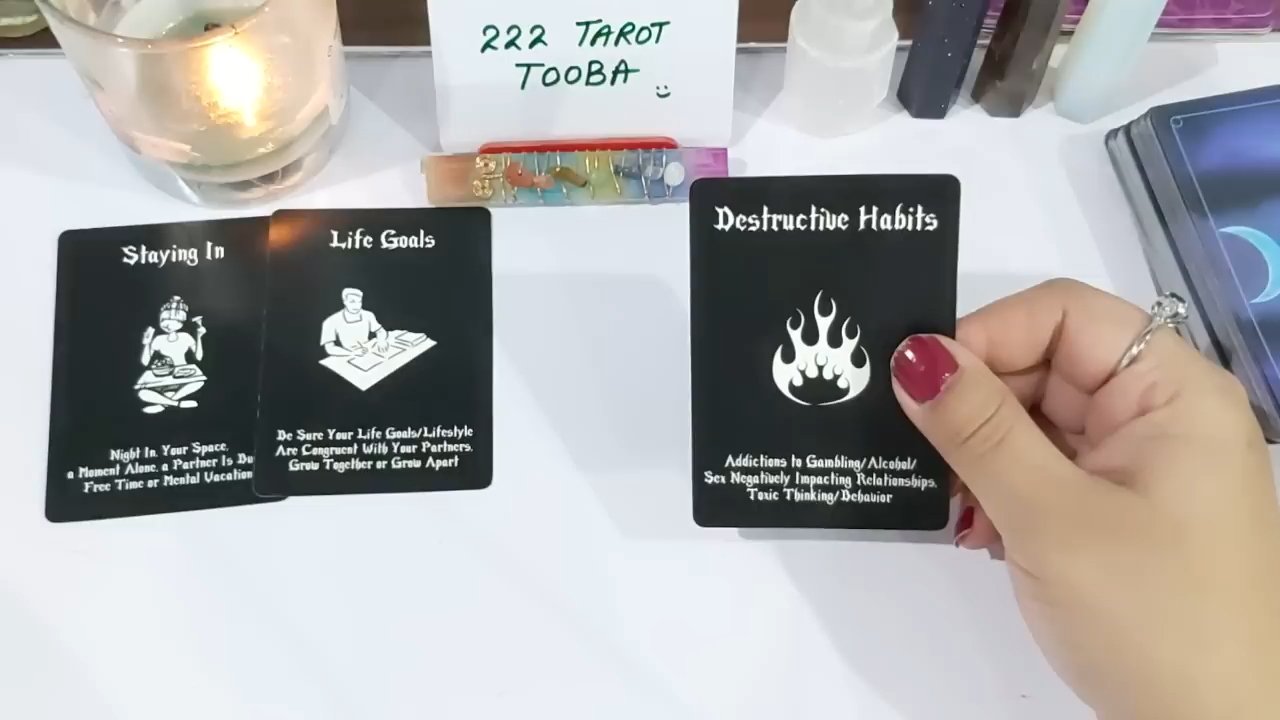 222 TAROT
TOOBA
Staying In
Night In, Your Space,
a Moment Alone, a Partner Is
Free Time or Mental Vacation
Life Goals
Be Sure Your Life Goals/Lifestyle
Are Congruent With Your Partners,
Grow Together or Grow Apart
Destructive Habits
Addictions to Gambling/Alcohol/
Sex Negatively Impacting Relationships,
Toxic Thinking/Behavior